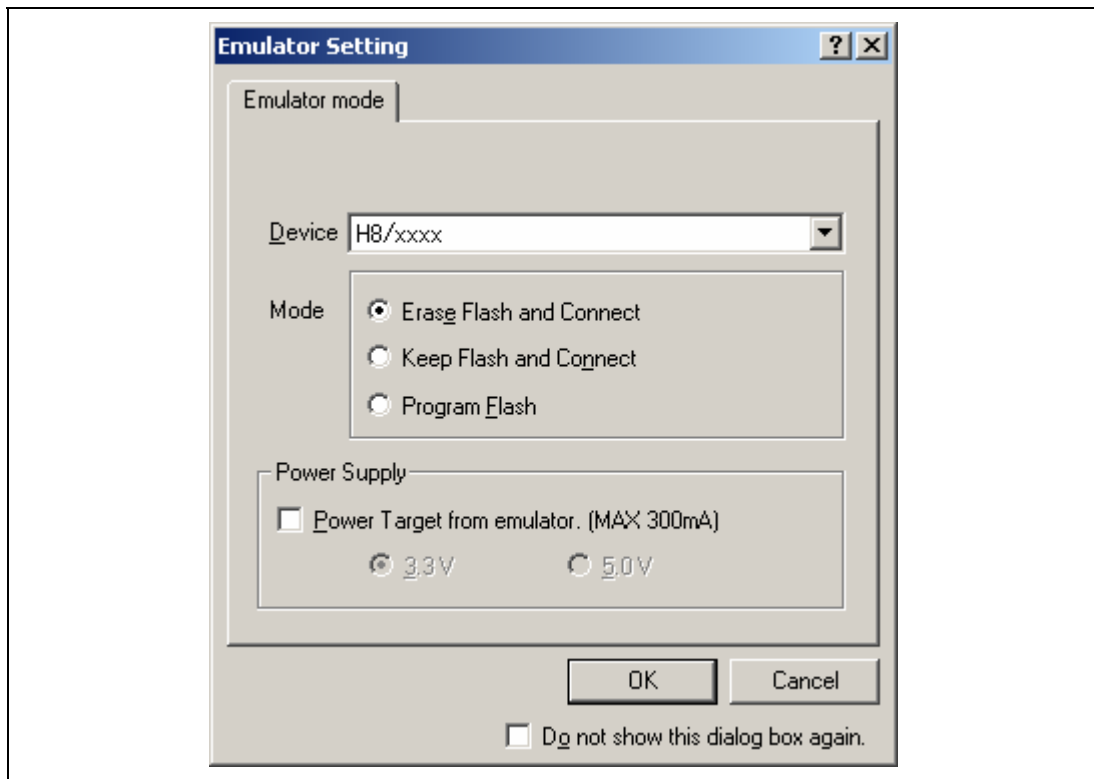 Emulator Setting
Emulator mode
Device H8/xxxx
Mode
Erase Flash and Connect
Keep Flash and Connect
Program Flash
Power Supply
Power Target from emulator. (MAX 300mA)
3.3V 5.0V
OK Cancel
Do not show this dialog box again.